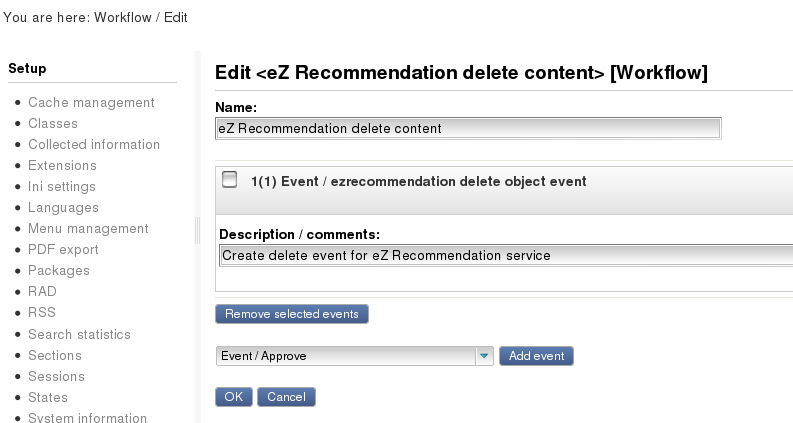 You are here: Workflow / Edit
Setup
Cache management
Classes
Collected information
Extensions
Ini settings
Languages
Menu management
PDF export
Packages
RAD
RSS
Search statistics
Sections
Sessions
States
System information
Edit <eZ Recommendation delete content> [Workflow]
Name:
eZ Recommendation delete content
1(1) Event / ezrecommendation delete object event
Description / comments:
Create delete event for eZ Recommendation service
Remove selected events
Event / Approve
Add event
OK
Cancel